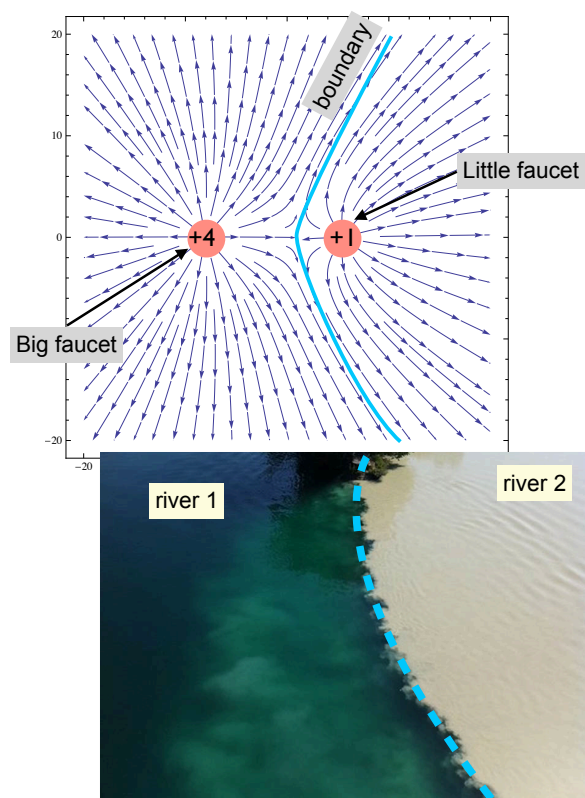 20
boundary
10
Little faucet
+4
+1
0
Big faucet
-20
-20
river 1
river 2